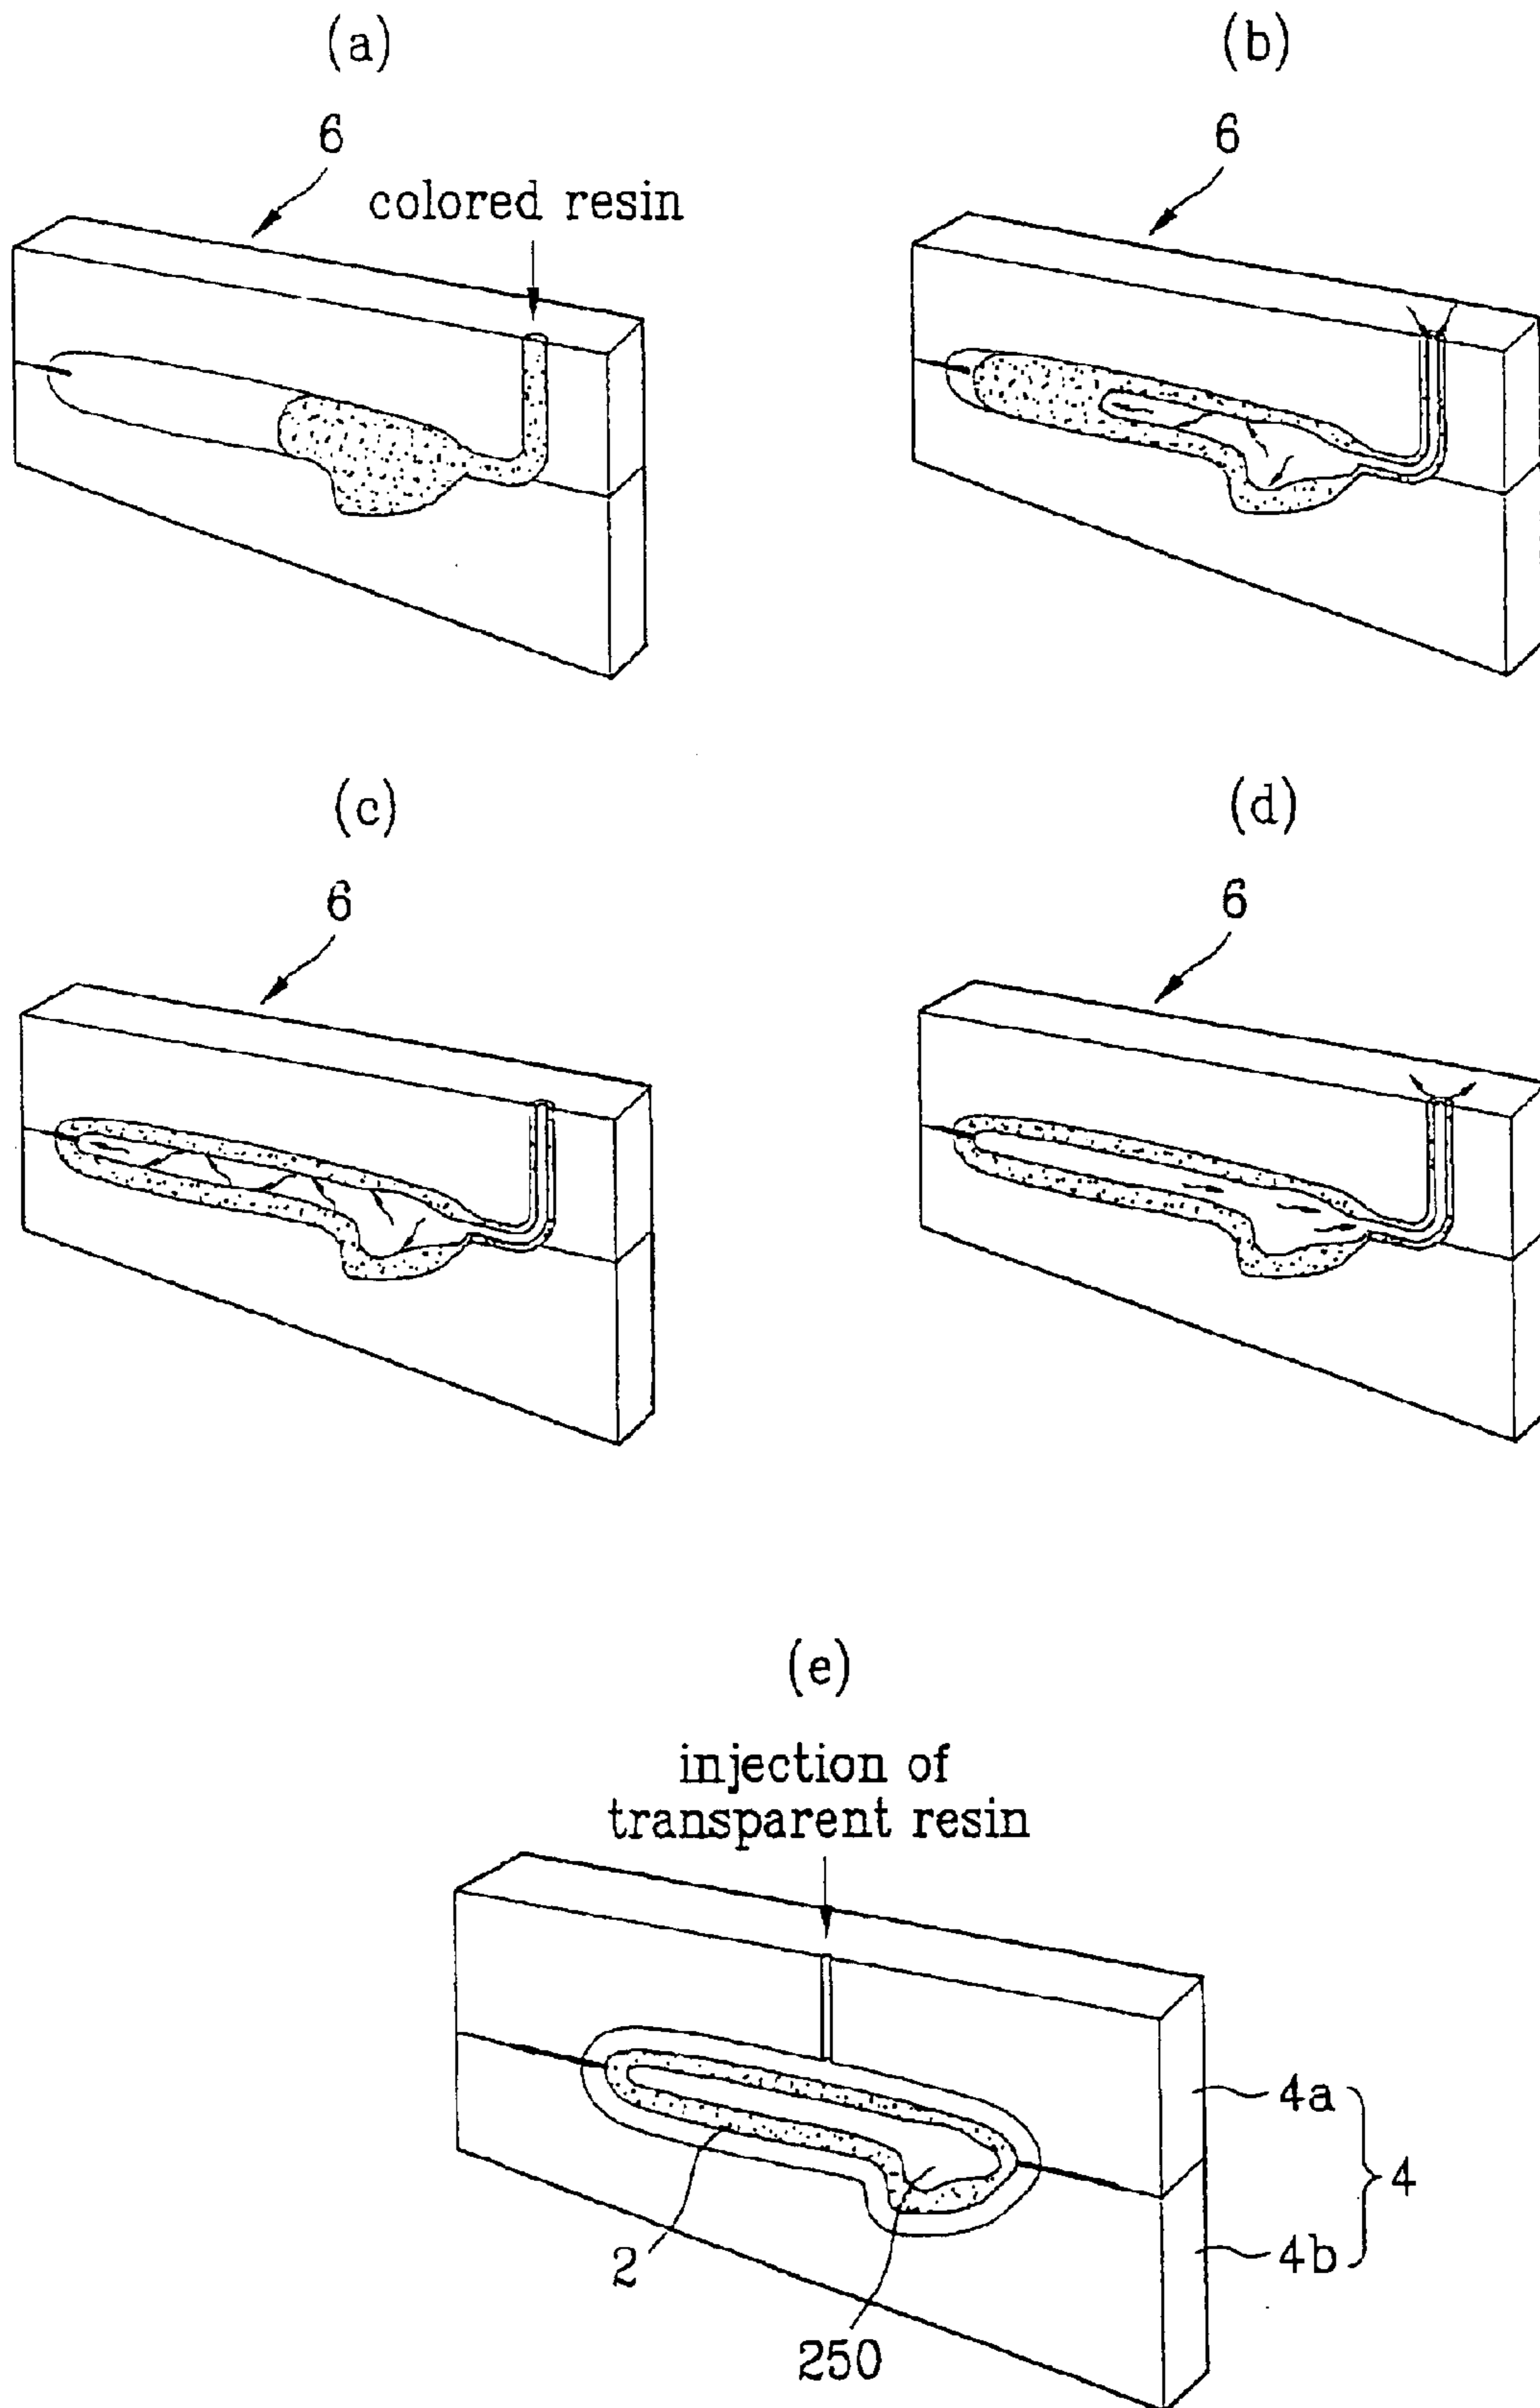 (a)
6
colored resin
(b)
6
(c)
6
(d)
6
(e)
injection of
transparent resin
4a
4
4b
2
250